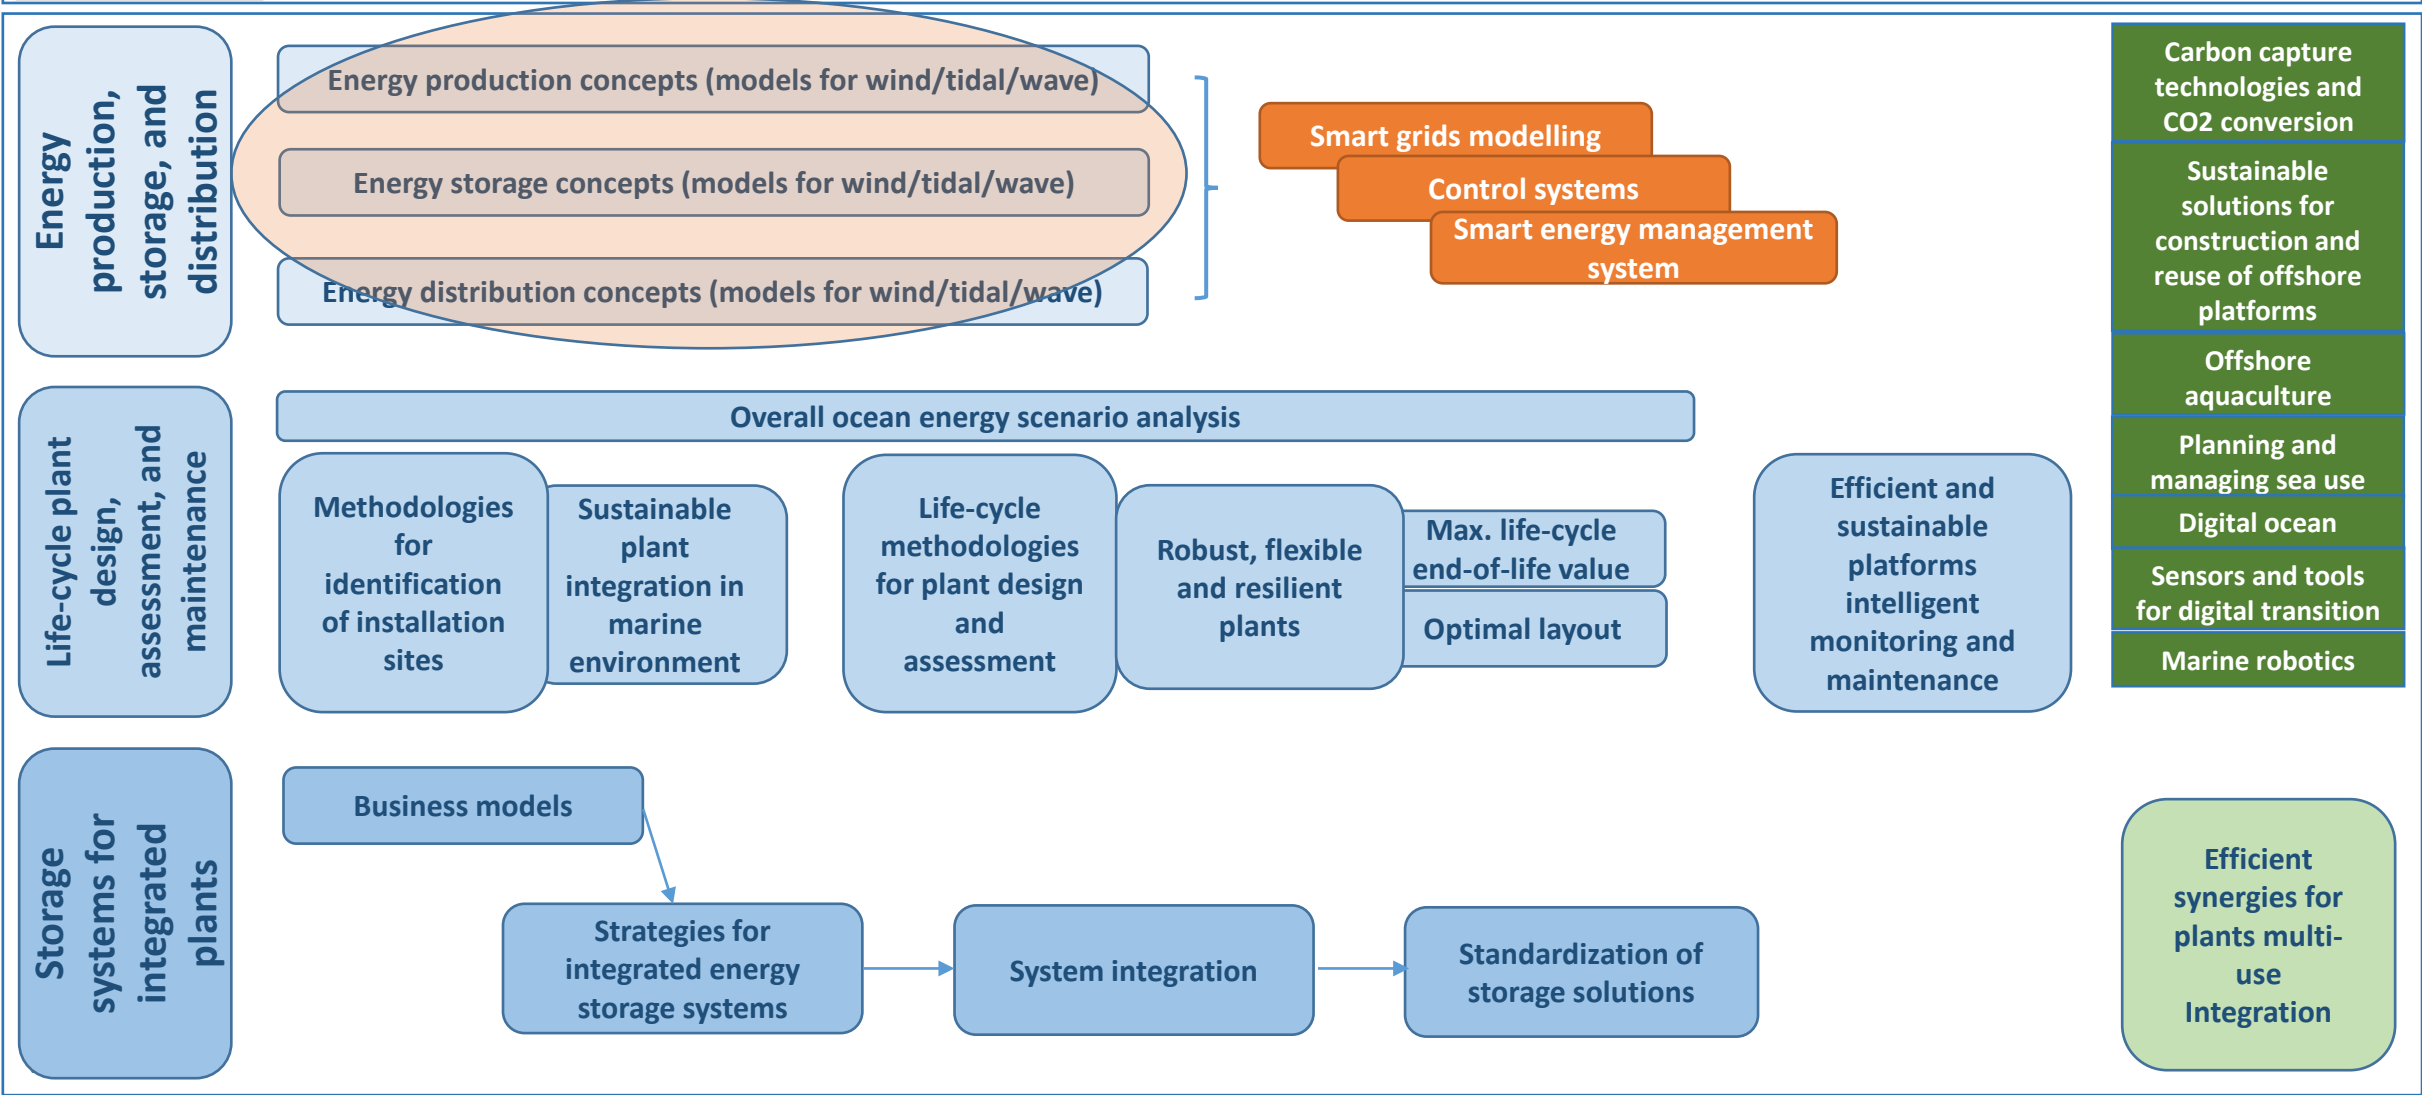 Energy
production,
storage, and
distribution
Energy production concepts (models for wind/tidal/wave)
Energy storage concepts (models for wind/tidal/wave)
Energy distribution concepts (models for wind/tidal/wave)
Smart grids modelling
Control systems
Smart energy management
system
Life-cycle plant
design,
assessment, and
maintenance
Overall ocean energy scenario analysis
Methodologies
for
identification
of installation
sites
Sustainable
plant
integration in
marine
environment
Life-cycle
methodologies
for plant design
and
assessment
Robust, flexible
and resilient
plants
Max. life-cycle
end-of-life value
Optimal layout
Efficient and
sustainable
platforms
intelligent
monitoring and
maintenance
Storage
systems for
integrated
plants
Business models
Strategies for
integrated energy
storage systems
System integration
Standardization of
storage solutions
Carbon capture
technologies and
CO2 conversion
Sustainable
solutions for
construction and
reuse of offshore
platforms
Offshore
aquaculture
Planning and
managing sea use
Digital ocean
Sensors and tools
for digital transition
Marine robotics
Efficient
synergies for
plants multi-
use
Integration